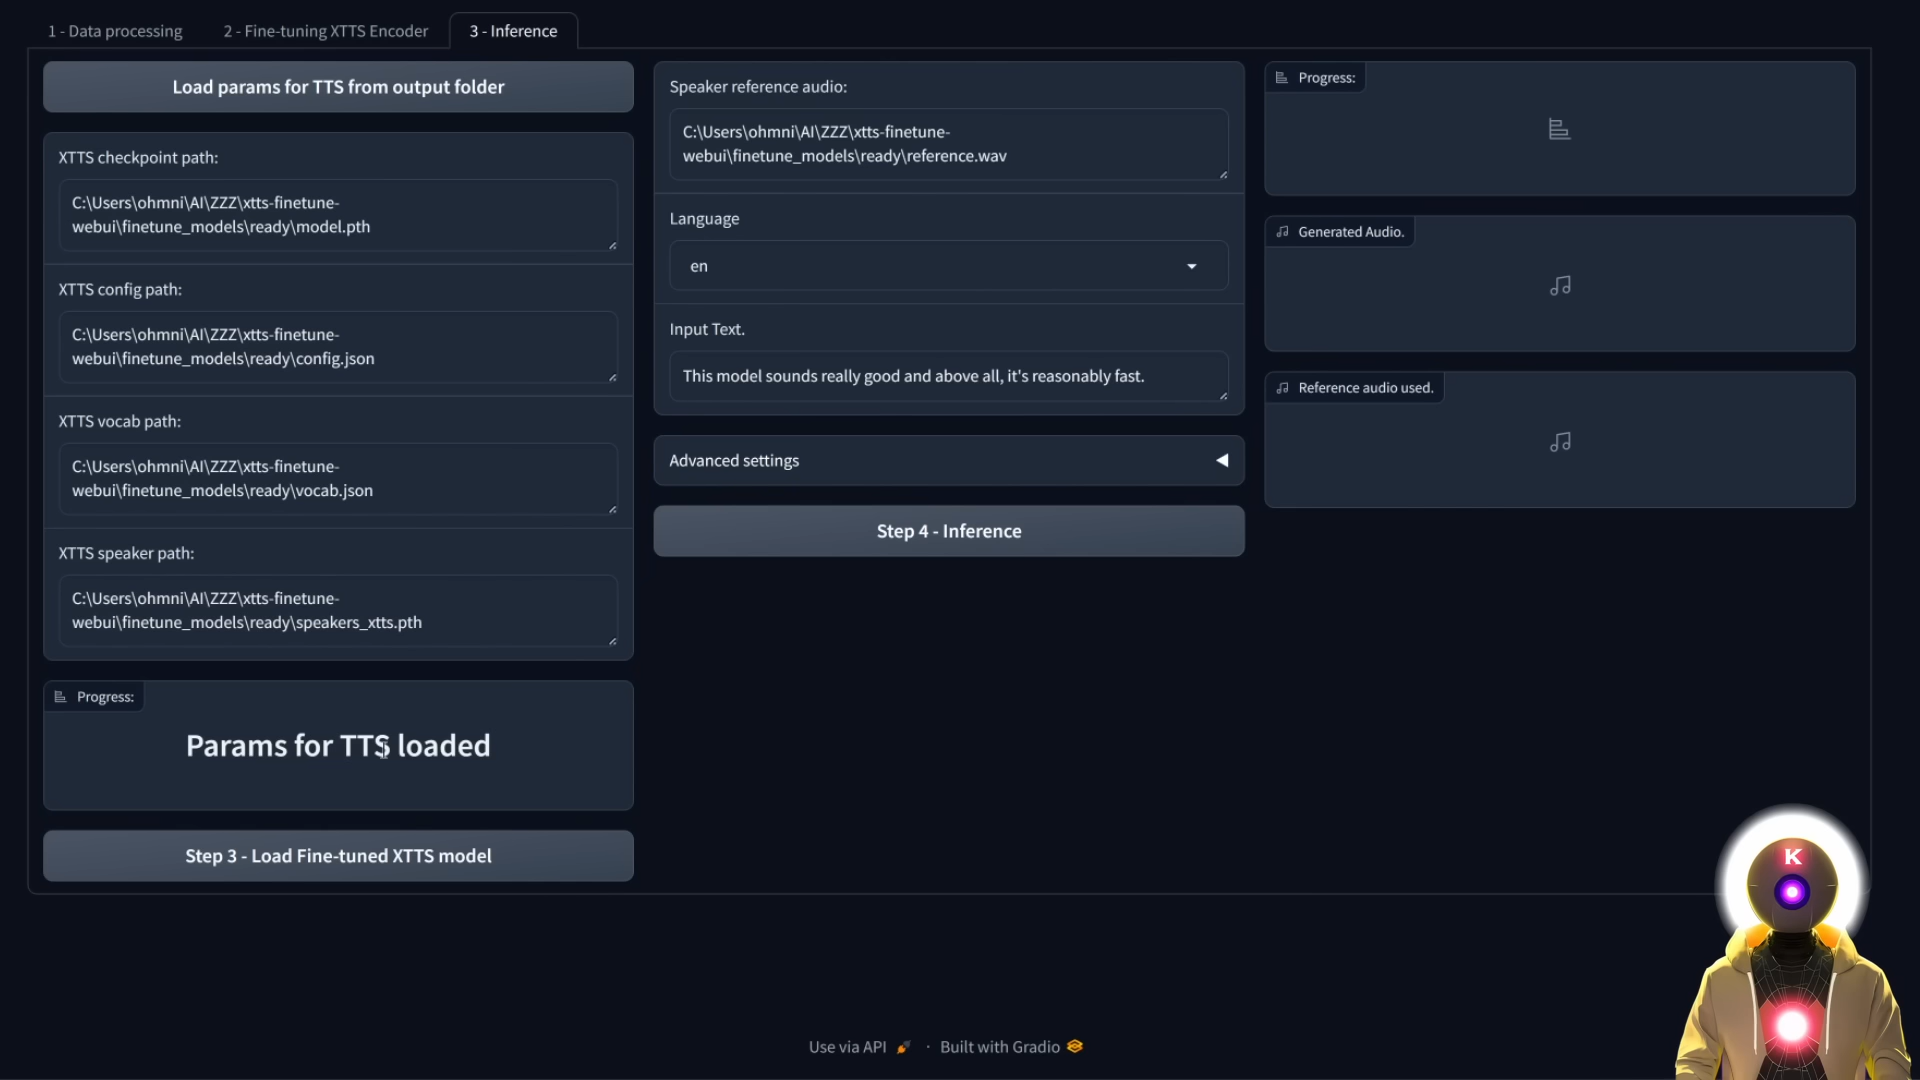 1 - Data processing
2 - Fine-tuning XTTS Encoder
3 - Inference
Load params for TTS from output folder
XTTS checkpoint path:
C:\Users\ohmni\AI\ZZZ\xtts-finetune-
webui\finetune_models\ready\model.pth
XTTS config path:
C:\Users\ohmni\AI\ZZZ\xtts-finetune-
webui\finetune_models\ready\config.json
XTTS vocab path:
C:\Users\ohmni\AI\ZZZ\xtts-finetune-
webui\finetune_models\ready\vocab.json
XTTS speaker path:
C:\Users\ohmni\AI\ZZZ\xtts-finetune-
webui\finetune_models\ready\speakers_xtts.pth
Progress:
Params for TTS loaded
Step 3 - Load Fine-tuned XTTS model
Speaker reference audio:
C:\Users\ohmni\AI\ZZZ\xtts-finetune-
webui\finetune_models\ready\reference.wav
Language
en
Input Text.
This model sounds really good and above all, it's reasonably fast.
Advanced settings
Step 4 - Inference
Progress:
Generated Audio.
Reference audio used.
K
Use via API · Built with Gradio